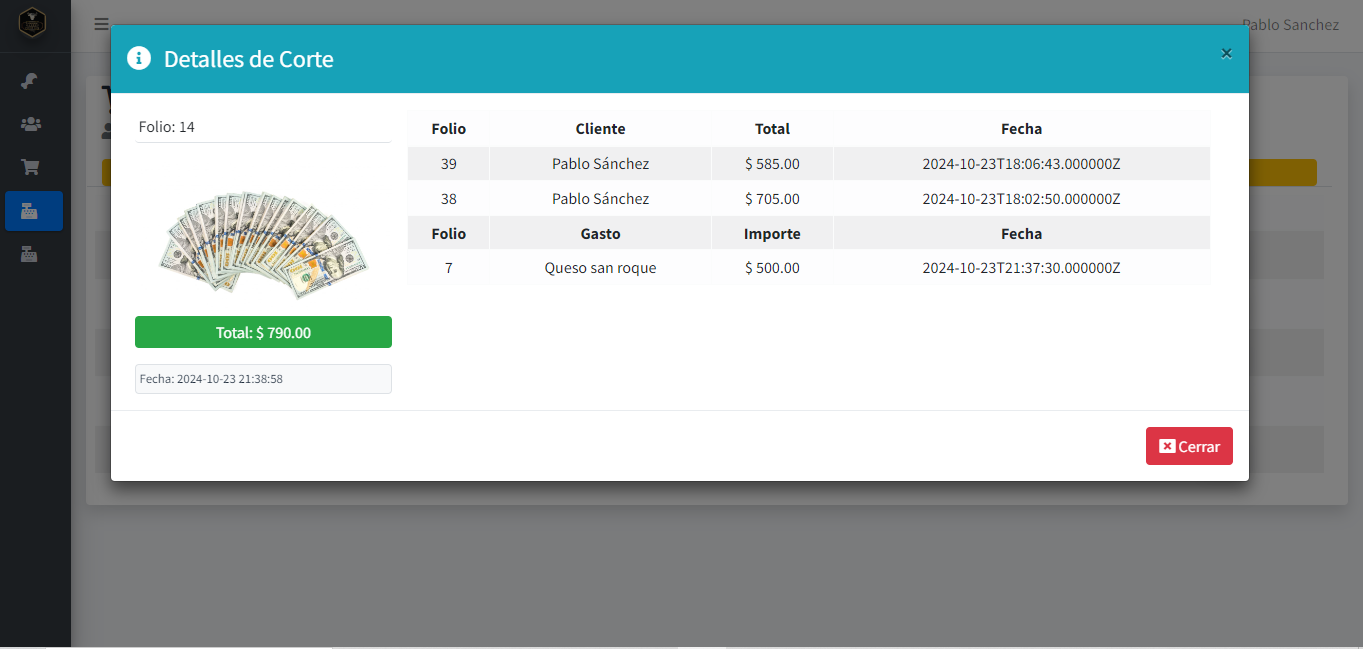 Pablo Sanchez
Detalles de Corte
×
Folio: 14
Total: $ 790.00
Fecha: 2024-10-23 21:38:58
Folio Cliente Total Fecha
39 Pablo Sánchez $ 585.00 2024-10-23T18:06:43.000000Z
38 Pablo Sánchez $ 705.00 2024-10-23T18:02:50.000000Z
Folio Gasto Importe Fecha
7 Queso san roque $ 500.00 2024-10-23T21:37:30.000000Z
Cerrar